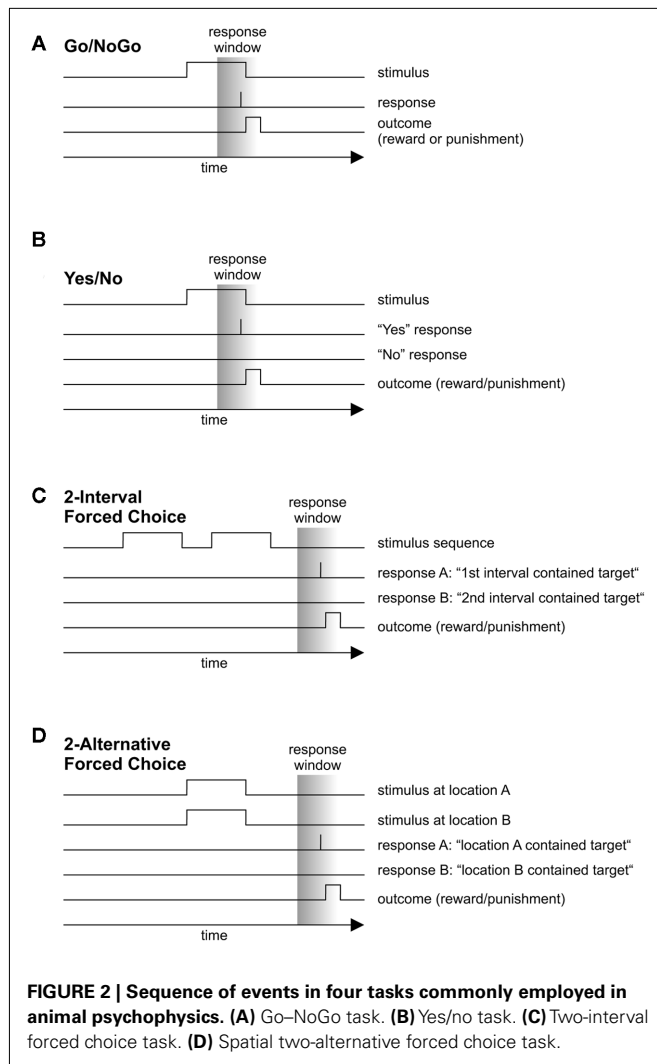 A Go/NoGo
response
window
stimulus
response
outcome
(reward or punishment)
time
B
Yes/No
response
window
stimulus
"Yes" response
"No" response
outcome (reward/punishment)
time
C 2-Interval
Forced Choice
response
window
stimulus sequence
response A: "1st interval contained target“
response B: "2nd interval contained target“
outcome (reward/punishment)
time
D 2-Alternative
Forced Choice
response
window
stimulus at location A
stimulus at location B
response A: "location A contained target“
response B: "location B contained target“
outcome (reward/punishment)
time
FIGURE 2 | Sequence of events in four tasks commonly employed in
animal psychophysics. (A) Go–NoGo task. (B) Yes/no task. (C) Two-interval
forced choice task. (D) Spatial two-alternative forced choice task.